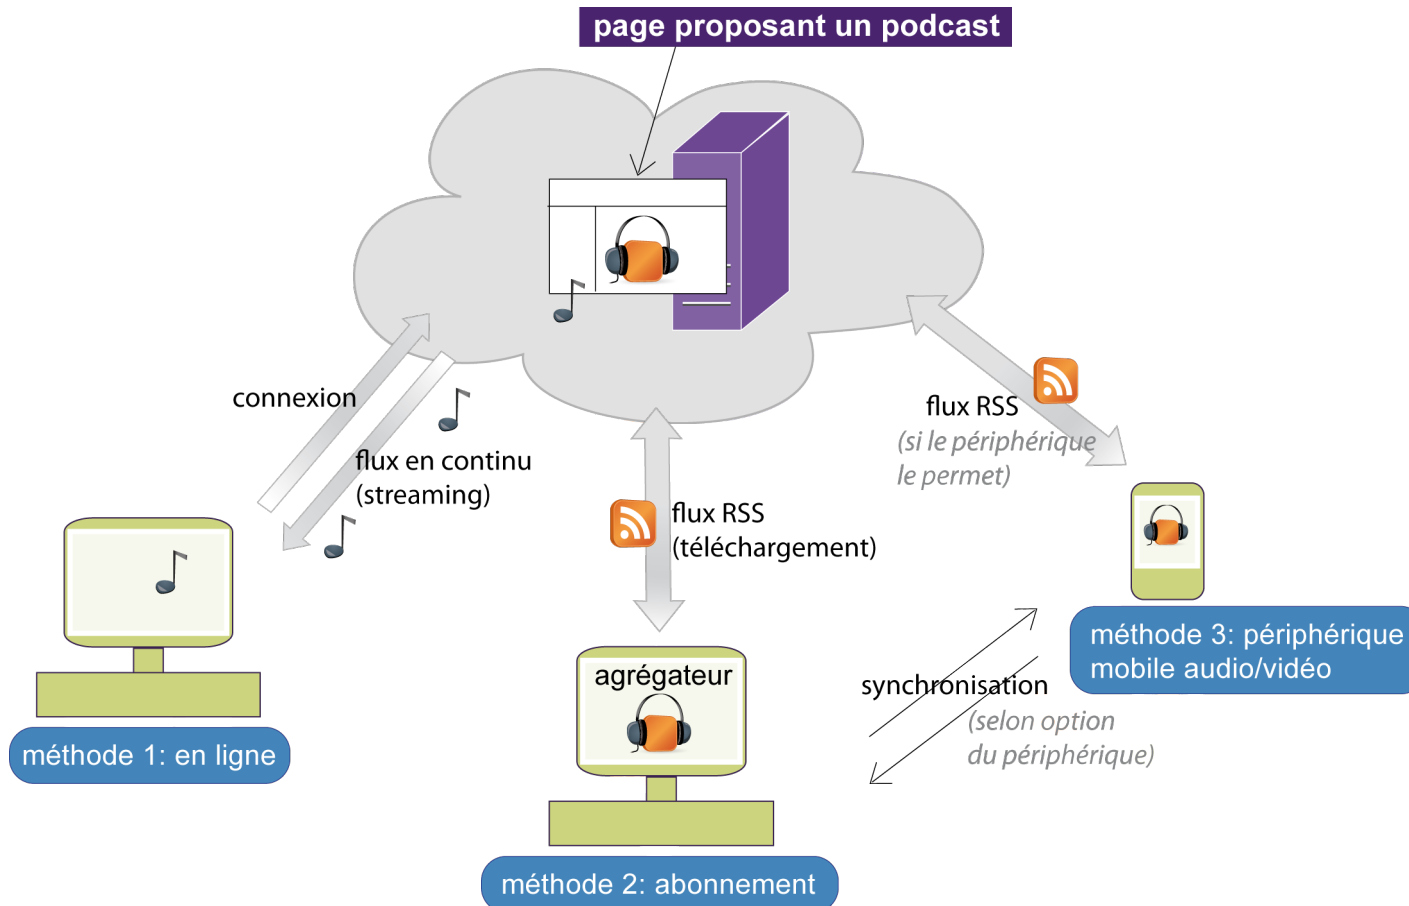 page proposant un podcast
connexion
flux en continu
(streaming)
flux RSS
(téléchargement)
flux RSS
(si le périphérique
le permet)
méthode 1: en ligne
agrégateur
méthode 2: abonnement
synchronisation
(selon option
du périphérique)
méthode 3: périphérique
mobile audio/vidéo